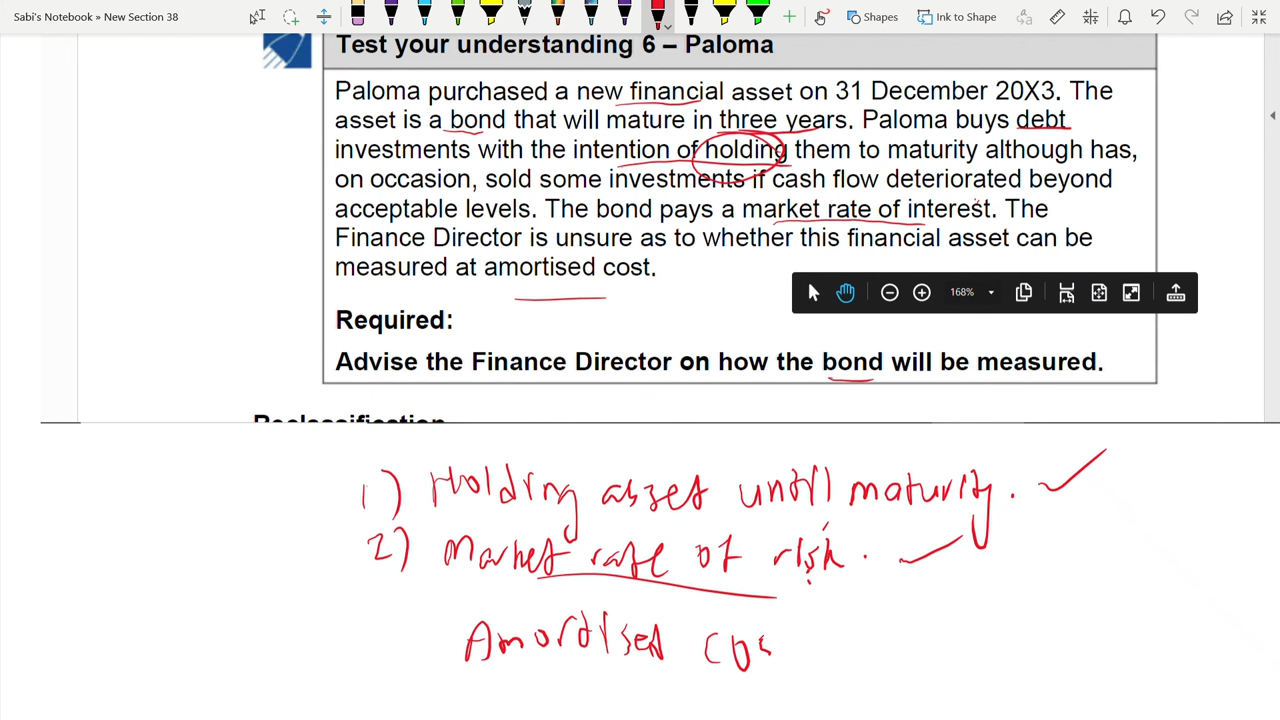 Sabi's Notebook » New Section 38
Shapes
Ink to Shape
Test your understanding 6 – Paloma
Paloma purchased a new financial asset on 31 December 20X3. The
asset is a bond that will mature in three years. Paloma buys debt
investments with the intention of holding them to maturity although has,
on occasion, sold some investments if cash flow deteriorated beyond
acceptable levels. The bond pays a market rate of interest. The
Finance Director is unsure as to whether this financial asset can be
measured at amortised cost.
168%
Required:
Advise the Finance Director on how the bond will be measured.
Reclassification
1) Holding asset until maturity.
2) Market rate of risk.
Amortised cos